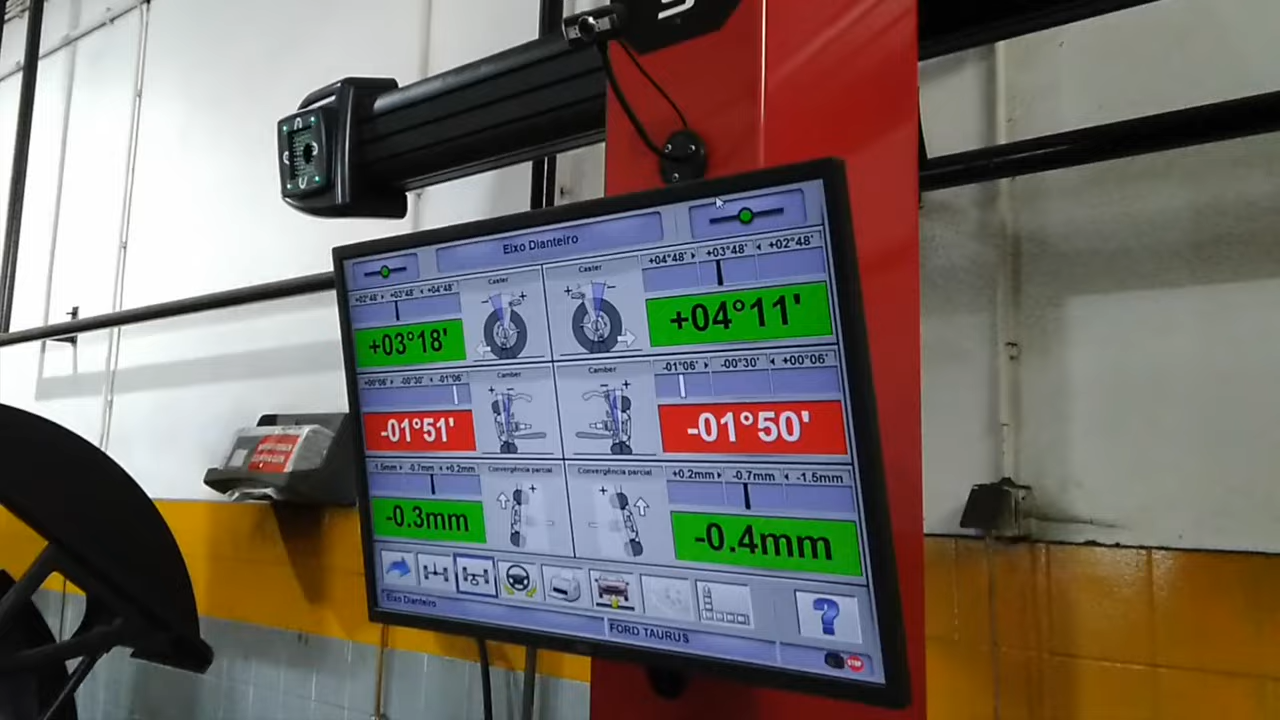 Eixo Dianteiro
Caster
Caster
+02°48' +03°48' +04°48'
+04°48' +03°48' +02°48'
+03°18'
+04°11'
Camber
Camber
+00°06' -00°30' -01°06'
-01°06' -00°30' +00°06'
-01°51'
-01°50'
Convergência parcial
Convergência parcial
-1.5mm -0.7mm +0.2mm
+0.2mm -0.7mm -1.5mm
-0.3mm
-0.4mm
?
Eixo Dianteiro
FORD TAURUS
STOP